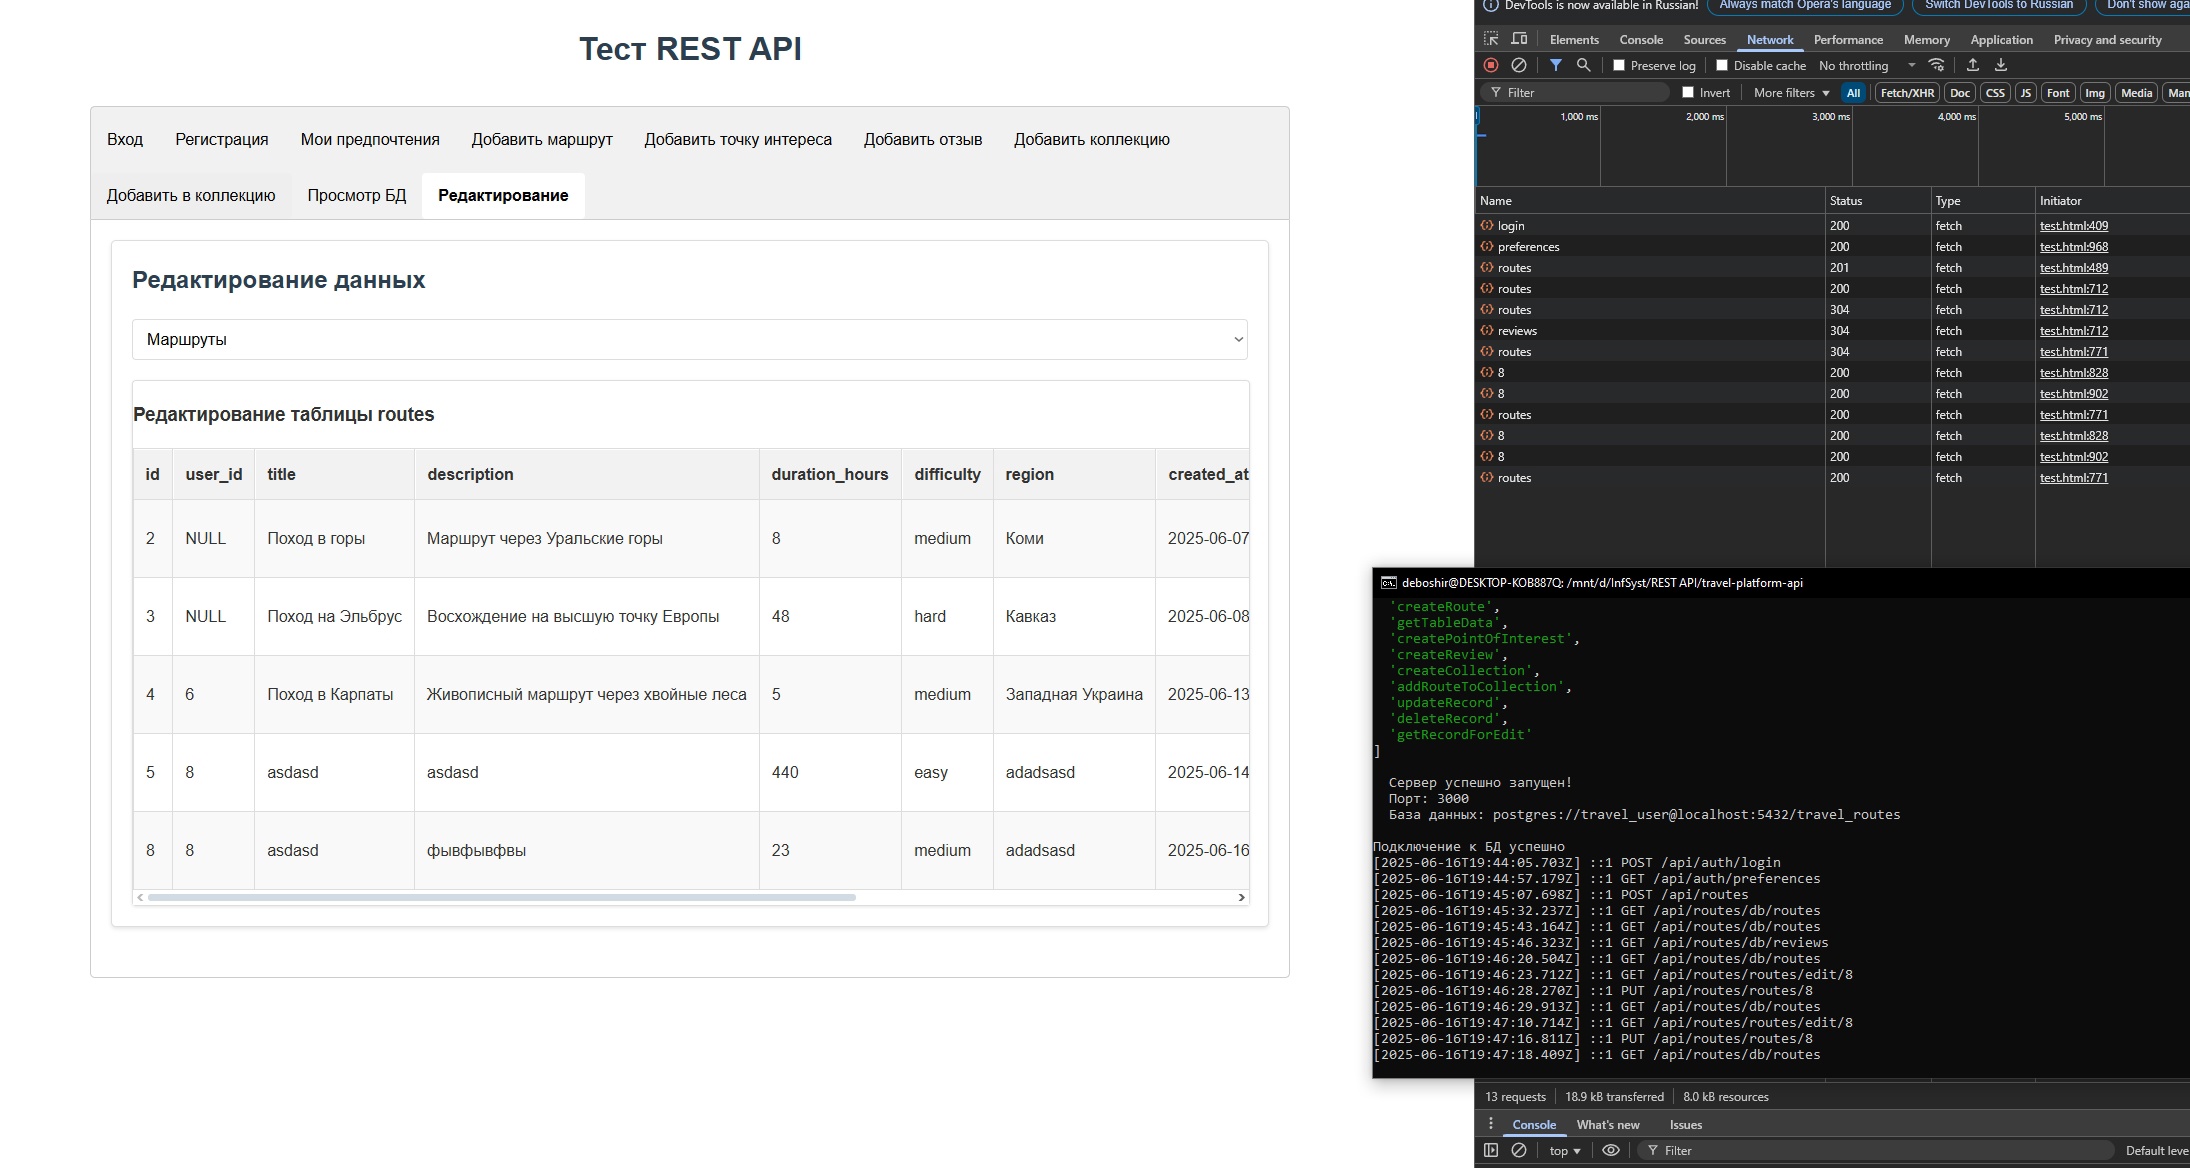 Тест REST API
Вход Регистрация Мои предпочтения Добавить маршрут Добавить точку интереса Добавить отзыв Добавить коллекцию
Добавить в коллекцию Просмотр БД Редактирование
Редактирование данных
Маршруты
Редактирование таблицы routes
id user_id title description duration_hours difficulty region created_at
2 NULL Поход в горы Маршрут через Уральские горы 8 medium Коми 2025-06-07
3 NULL Поход на Эльбрус Восхождение на высшую точку Европы 48 hard Кавказ 2025-06-08
4 6 Поход в Карпаты Живописный маршрут через хвойные леса 5 medium Западная Украина 2025-06-13
5 8 asdasd asdasd 440 easy adadsasd 2025-06-14
8 8 asdasd фывфывфвы 23 medium adadsasd 2025-06-16
DevTools is now available in Russian! Always match Opera's language Switch DevTools to Russian Don't show aga
Elements Console Sources Network Performance Memory Application Privacy and security
Preserve log Disable cache No throttling
Filter Invert More filters All Fetch/XHR Doc CSS JS Font Img Media Man
1,000 ms 2,000 ms 3,000 ms 4,000 ms 5,000 ms
Name Status Type Initiator
login 200 fetch test.html:409
preferences 200 fetch test.html:968
routes 201 fetch test.html:489
routes 200 fetch test.html:712
routes 304 fetch test.html:712
reviews 304 fetch test.html:712
routes 304 fetch test.html:771
8 200 fetch test.html:828
8 200 fetch test.html:902
routes 200 fetch test.html:771
8 200 fetch test.html:828
8 200 fetch test.html:902
routes 200 fetch test.html:771
deboshir@DESKTOP-KOB887Q: /mnt/d/InfSyst/REST API/travel-platform-api
'createRoute',
'getTableData',
'createPointOfInterest',
'createReview',
'createCollection',
'addRouteToCollection',
'updateRecord',
'deleteRecord',
'getRecordForEdit'
]
Сервер успешно запущен!
Порт: 3000
База данных: postgres://travel_user@localhost:5432/travel_routes
Подключение к БД успешно
[2025-06-16T19:44:05.703Z] ::1 POST /api/auth/login
[2025-06-16T19:44:57.179Z] ::1 GET /api/auth/preferences
[2025-06-16T19:45:07.698Z] ::1 POST /api/routes
[2025-06-16T19:45:32.237Z] ::1 GET /api/routes/db/routes
[2025-06-16T19:45:43.164Z] ::1 GET /api/routes/db/routes
[2025-06-16T19:45:46.323Z] ::1 GET /api/routes/db/reviews
[2025-06-16T19:46:20.504Z] ::1 GET /api/routes/db/routes
[2025-06-16T19:46:23.712Z] ::1 GET /api/routes/routes/edit/8
[2025-06-16T19:46:28.270Z] ::1 PUT /api/routes/routes/8
[2025-06-16T19:46:29.913Z] ::1 GET /api/routes/db/routes
[2025-06-16T19:47:10.714Z] ::1 GET /api/routes/routes/edit/8
[2025-06-16T19:47:16.811Z] ::1 PUT /api/routes/routes/8
[2025-06-16T19:47:18.409Z] ::1 GET /api/routes/db/routes
13 requests 18.9 kB transferred 8.0 kB resources
Console What's new Issues
top Filter Default leve